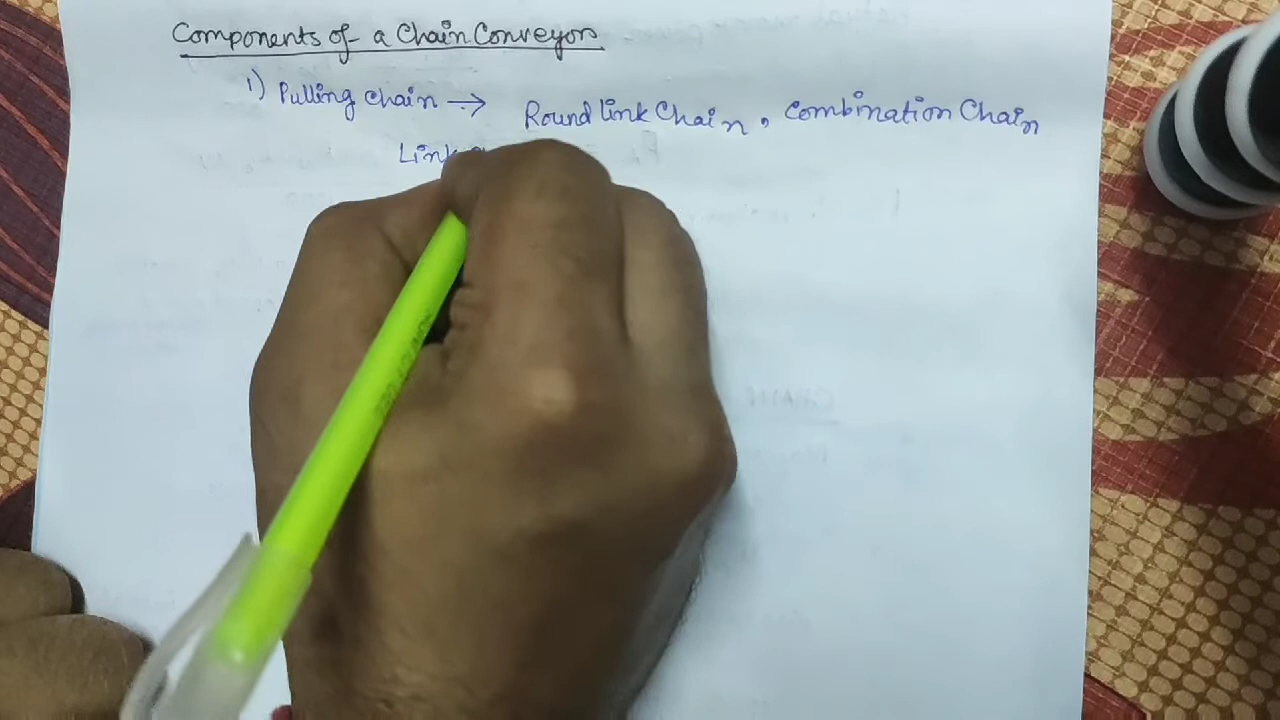 Components of a Chain Conveyor
1) Pulling chain → Round link Chain, Combination Chain
Link